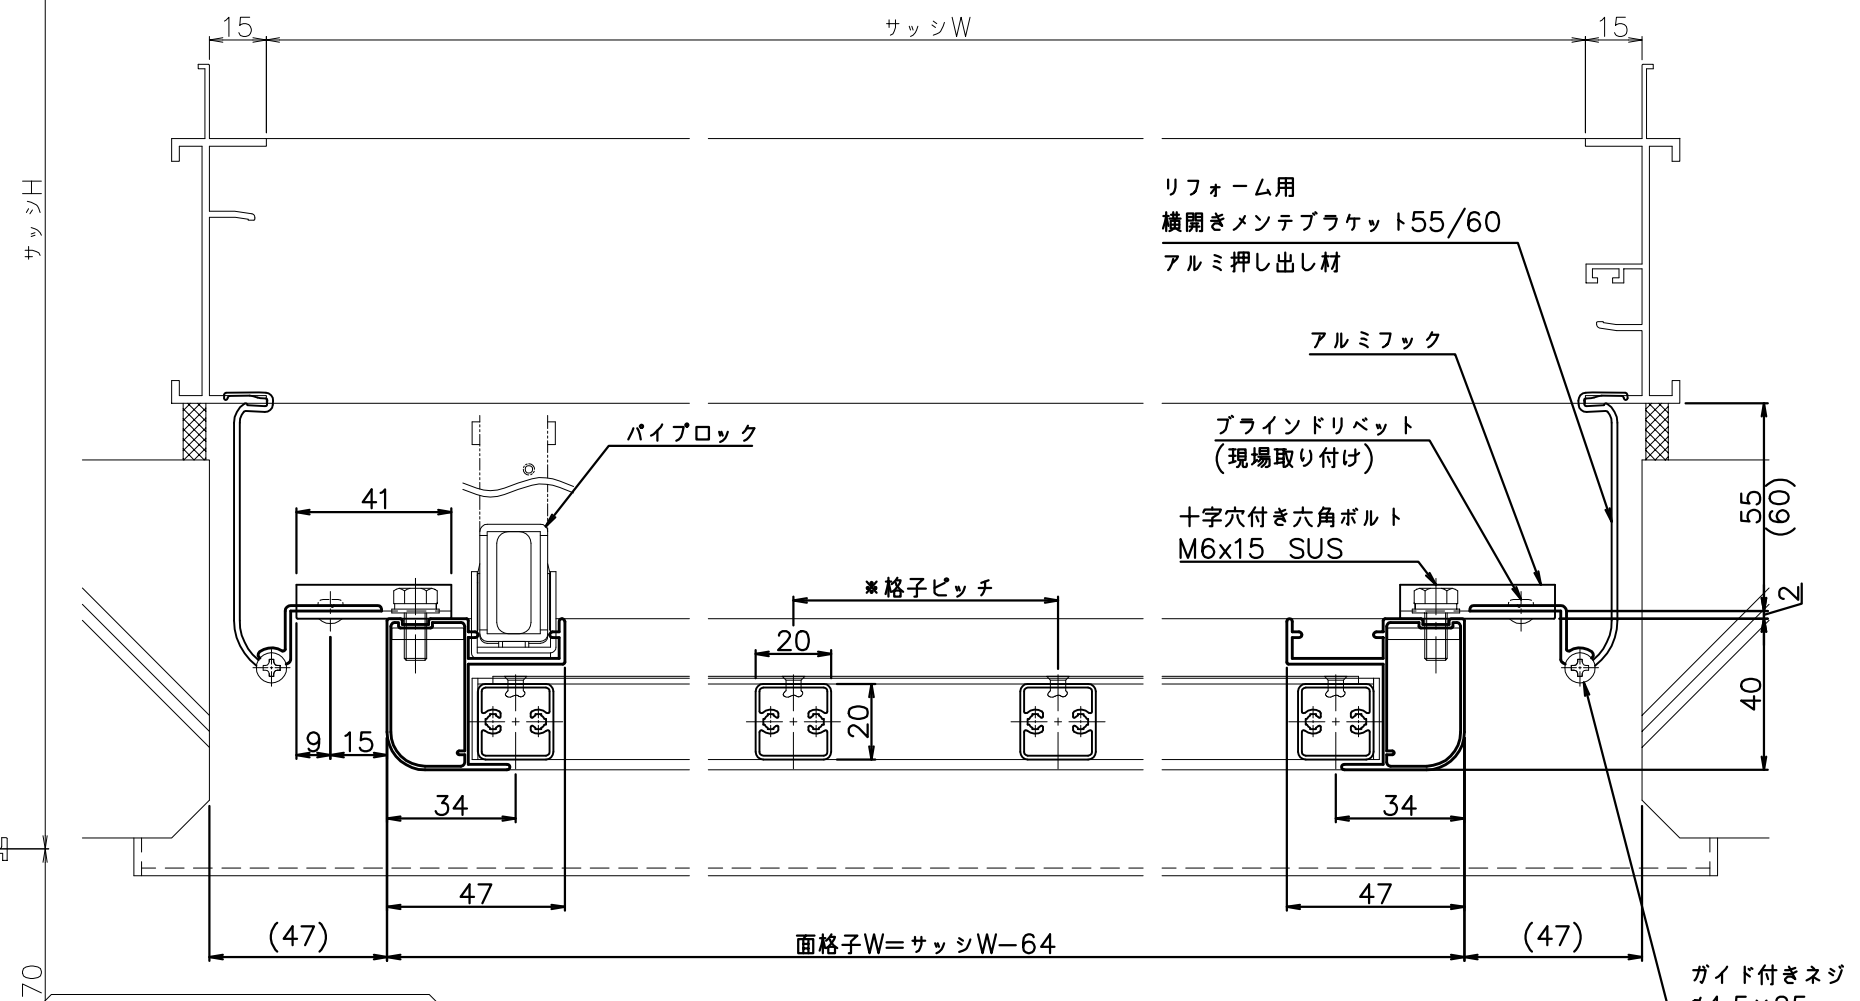 15
サッシW
15
サッシH
リフォーム用
横開きメンテブラケット55/60
アルミ押し出し材
アルミフック
パイプロック
ブラインドリベット
(現場取り付け)
十字穴付き六角ボルト
M6x15 SUS
41
※格子ピッチ
20
20
55
(60)
2
40
9
15
34
34
47
47
(47)
面格子W=サッシW-64
(47)
70
ガイド付きネジ